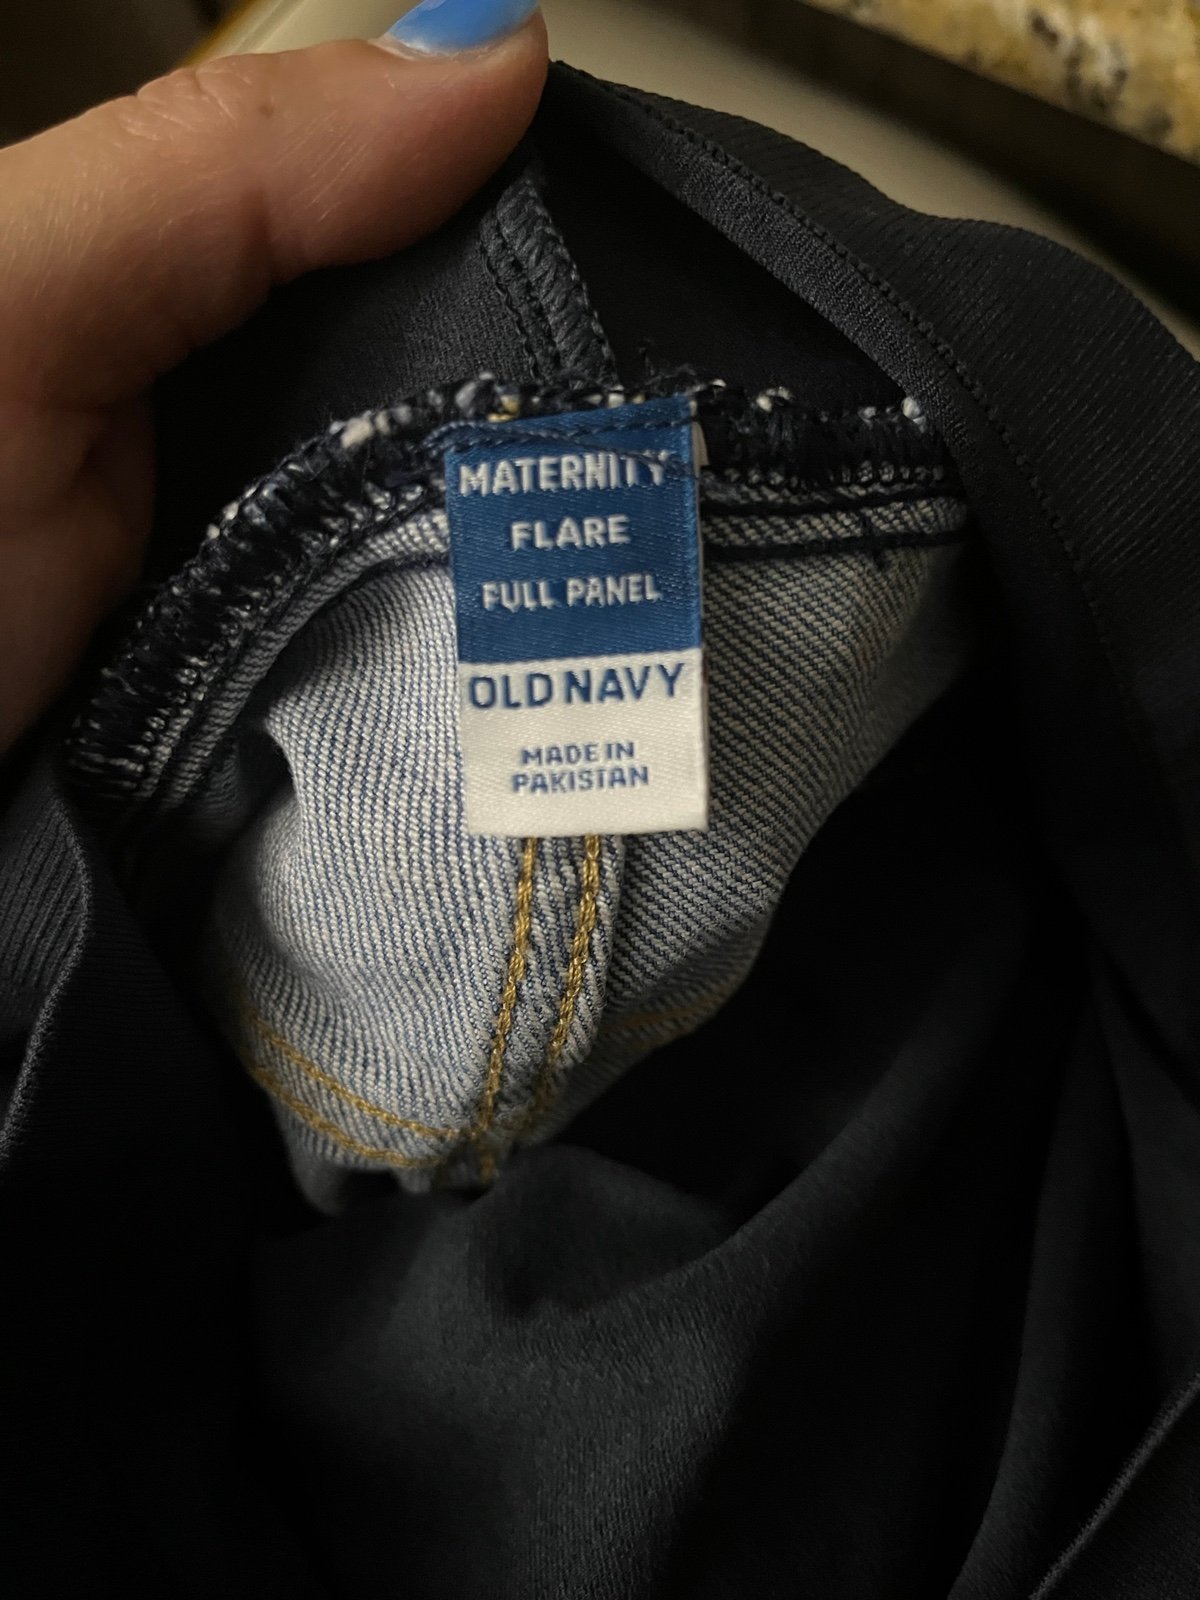 MATERNITY
FLARE
FULL PANEL
OLD NAVY
MADE IN
PAKISTAN